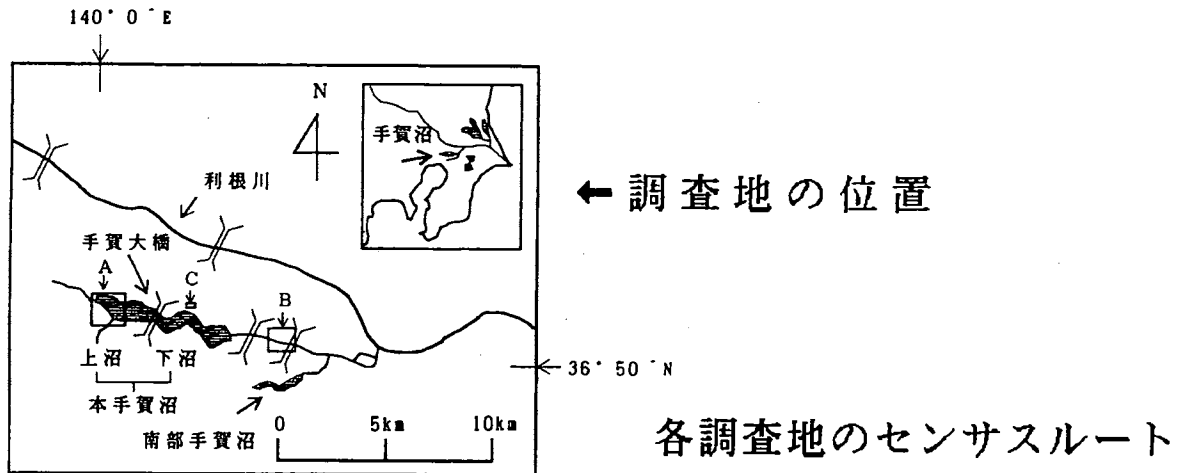 140° 0´E
N
手賀沼
利根川
←調査地の位置
手賀大橋
A
C
B
上沼 下沼
36° 50´N
本手賀沼
南部手賀沼
0 5km 10km
各調査地のセンサスルート